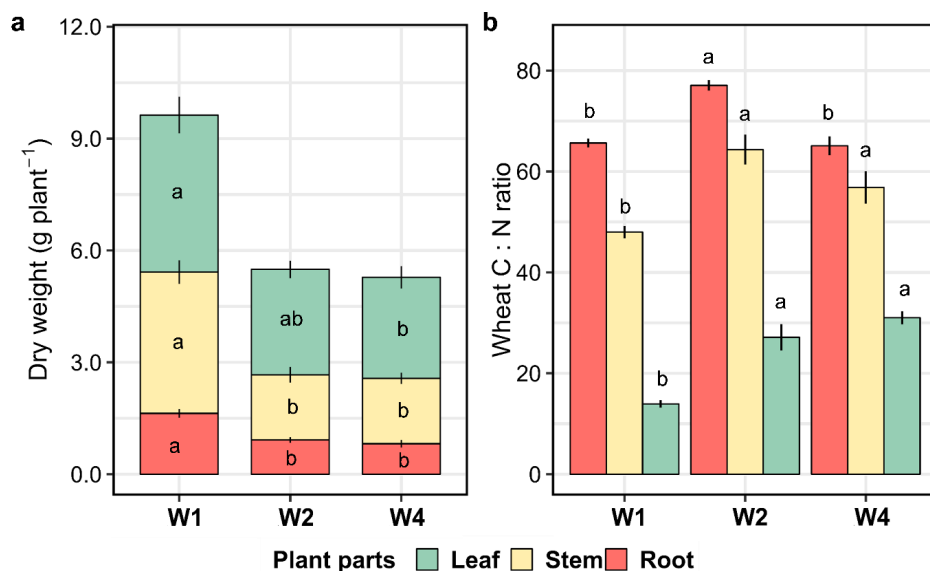 a
12.0
9.0
6.0
3.0
0.0
Dry weight (g plant⁻¹)
a
a
a
ab
b
b
b
b
b
W1 W2 W4
b
80
60
40
20
0
Wheat C : N ratio
b
b
b
a
a
a
b
a
a
W1 W2 W4
Plant parts Leaf Stem Root